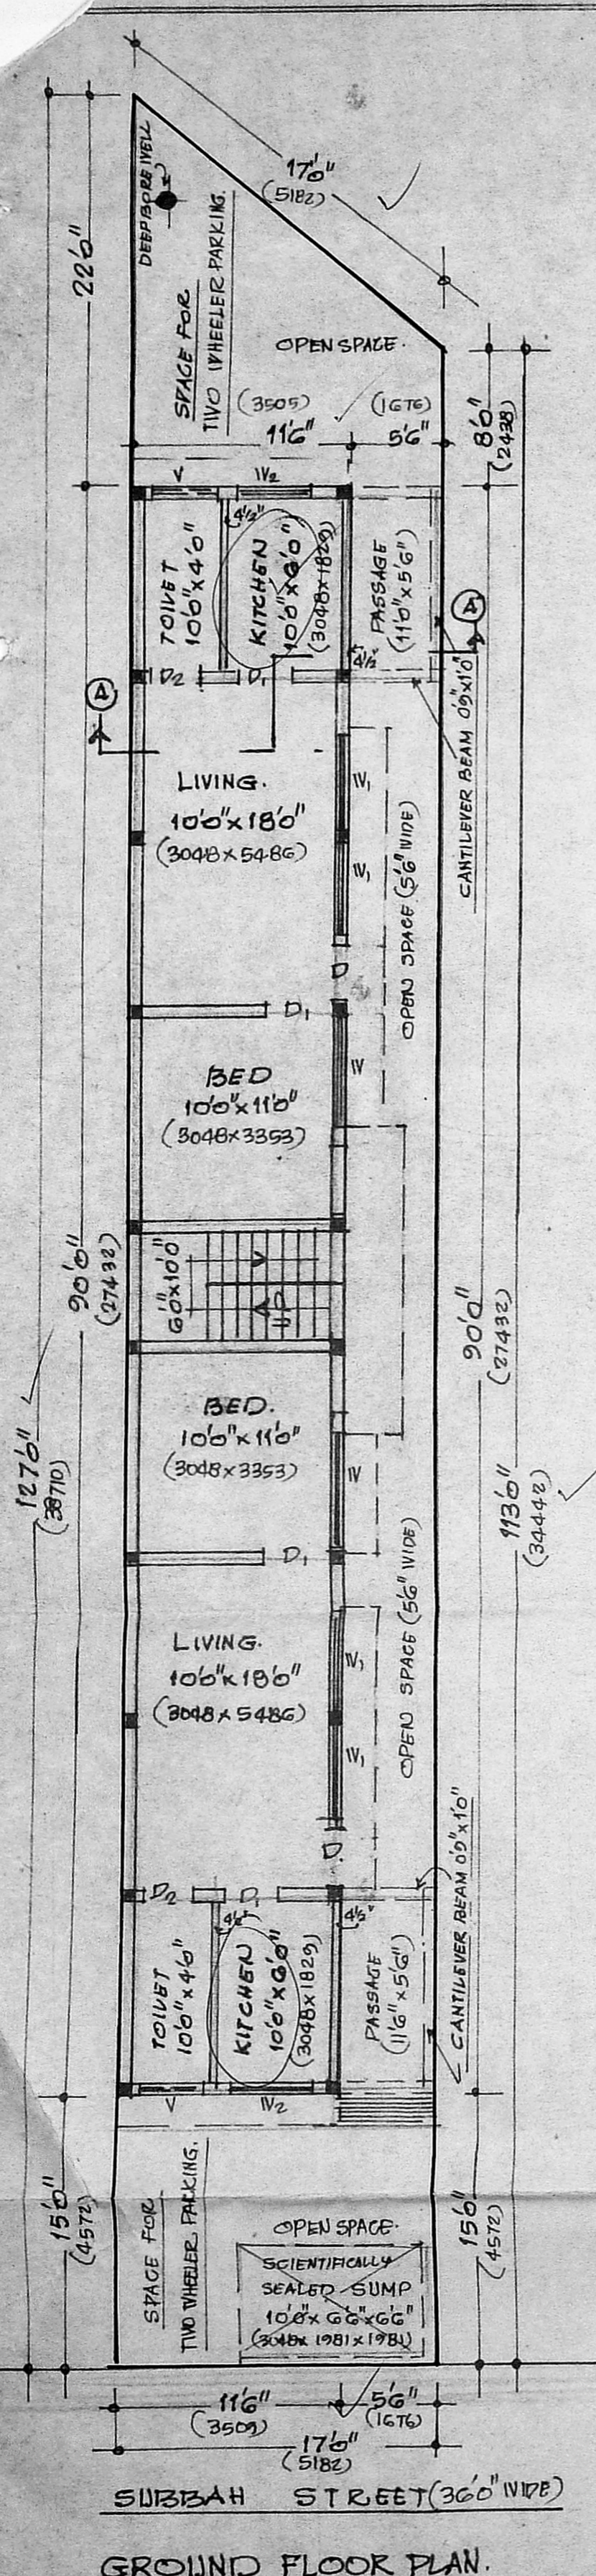 17'0"
(5182)
DEEP BORE WELL
22'6"
SPACE FOR
TWO WHEELER PARKING.
OPEN SPACE.
(3505) (1676)
11'6" 5'6"
8'6"
(2438)
V W2
4½"
TOILET
10'0"x4'0"
KITCHEN
10'0"x6'0"
(3048x1829)
PASSAGE
(11'0"x5'6")
4½"
A
D2 D1
A
CANTILEVER BEAM 0'9"x1'0"
LIVING.
10'0"x18'0"
(3048x5486)
W1
W1
OPEN SPACE (5'6" WIDE)
D
D1
BED
10'0"x11'0"
(3048x3353)
W
6'0"x10'0"
UP
90'0"
(27432)
90'0"
(27432)
BED.
10'0"x11'0"
(3048x3353)
W
127'6"
(38710)
113'0"
(34442)
D1
OPEN SPACE (5'6" WIDE)
LIVING.
10'0"x18'0"
(3048x5486)
W1
W1
D.
CANTILEVER BEAM 0'9"x1'0"
D2 D1
4½" 4½"
TOILET
10'0"x4'0"
KITCHEN
10'0"x6'0"
(3048x1829)
PASSAGE
(11'6"x5'6")
V W2
15'0"
(4572)
SPACE FOR
TWO WHEELER PARKING.
15'0"
(4572)
OPEN SPACE.
SCIENTIFICALLY
SEALED SUMP
10'0"x6'6"x6'6"
(3048x1981x1981)
11'6" 5'6"
(3509) (1676)
17'0"
(5182)
SUBBAH STREET (36'0" WIDE)
GROUND FLOOR PLAN.